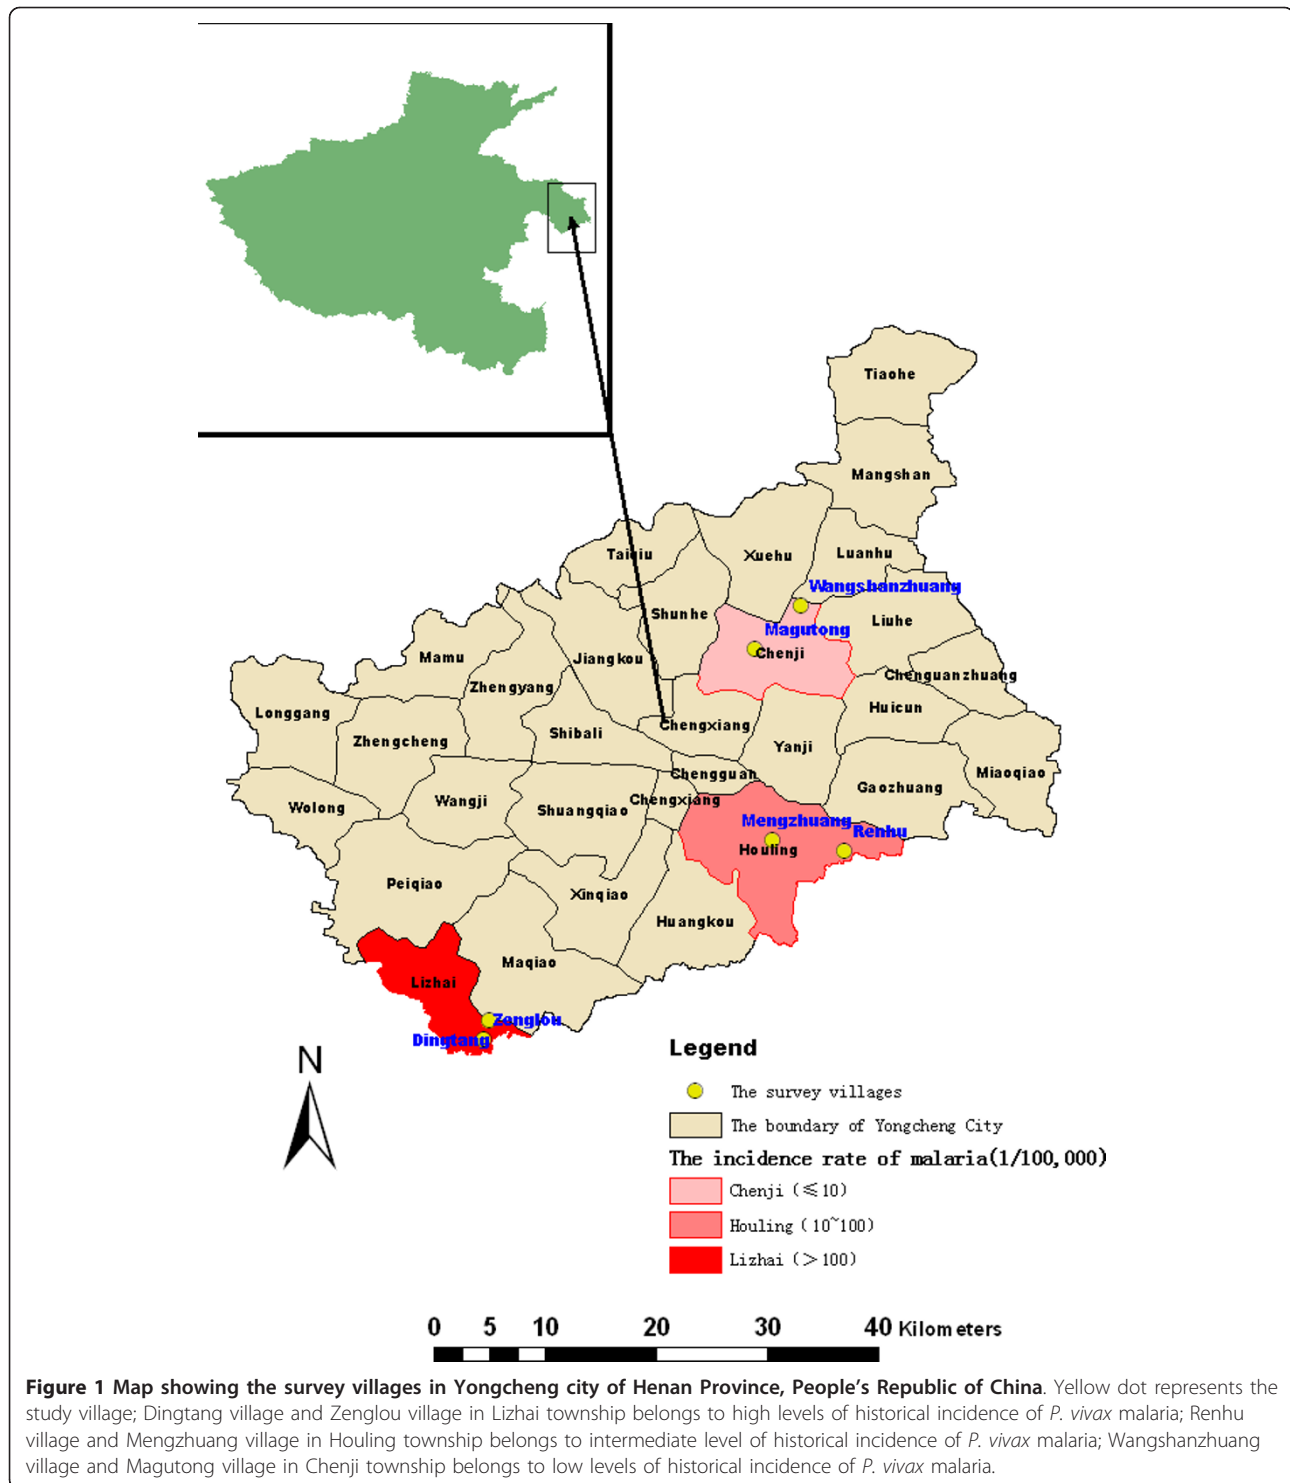 Tiaohe
Mangshan
Taiqiu
Xuehu
Luanhu
Wangshanzhuang
Shunhe
Liuhe
Magutong
Chenji
Mamu
Jiangkou
Zhengyang
Chenguanzhuang
Longgang
Huicun
Chengxiang
Shibali
Zhengcheng
Yanji
Chengguan
Miaoqiao
Gaozhuang
Wolong
Wangji
Shuangqiao
Chengxiang
Mengzhuang
Renhu
Houling
Peiqiao
Xinqiao
Huangkou
Maqiao
Lizhai
Zenglou
Dingtang
N
Legend
The survey villages
The boundary of Yongcheng City
The incidence rate of malaria(1/100,000)
Chenji (≤10)
Houling (10~100)
Lizhai (>100)
0 5 10 20 30 40 Kilometers
Figure 1 Map showing the survey villages in Yongcheng city of Henan Province, People's Republic of China. Yellow dot represents the
study village; Dingtang village and Zenglou village in Lizhai township belongs to high levels of historical incidence of P. vivax malaria; Renhu
village and Mengzhuang village in Houling township belongs to intermediate level of historical incidence of P. vivax malaria; Wangshanzhuang
village and Magutong village in Chenji township belongs to low levels of historical incidence of P. vivax malaria.